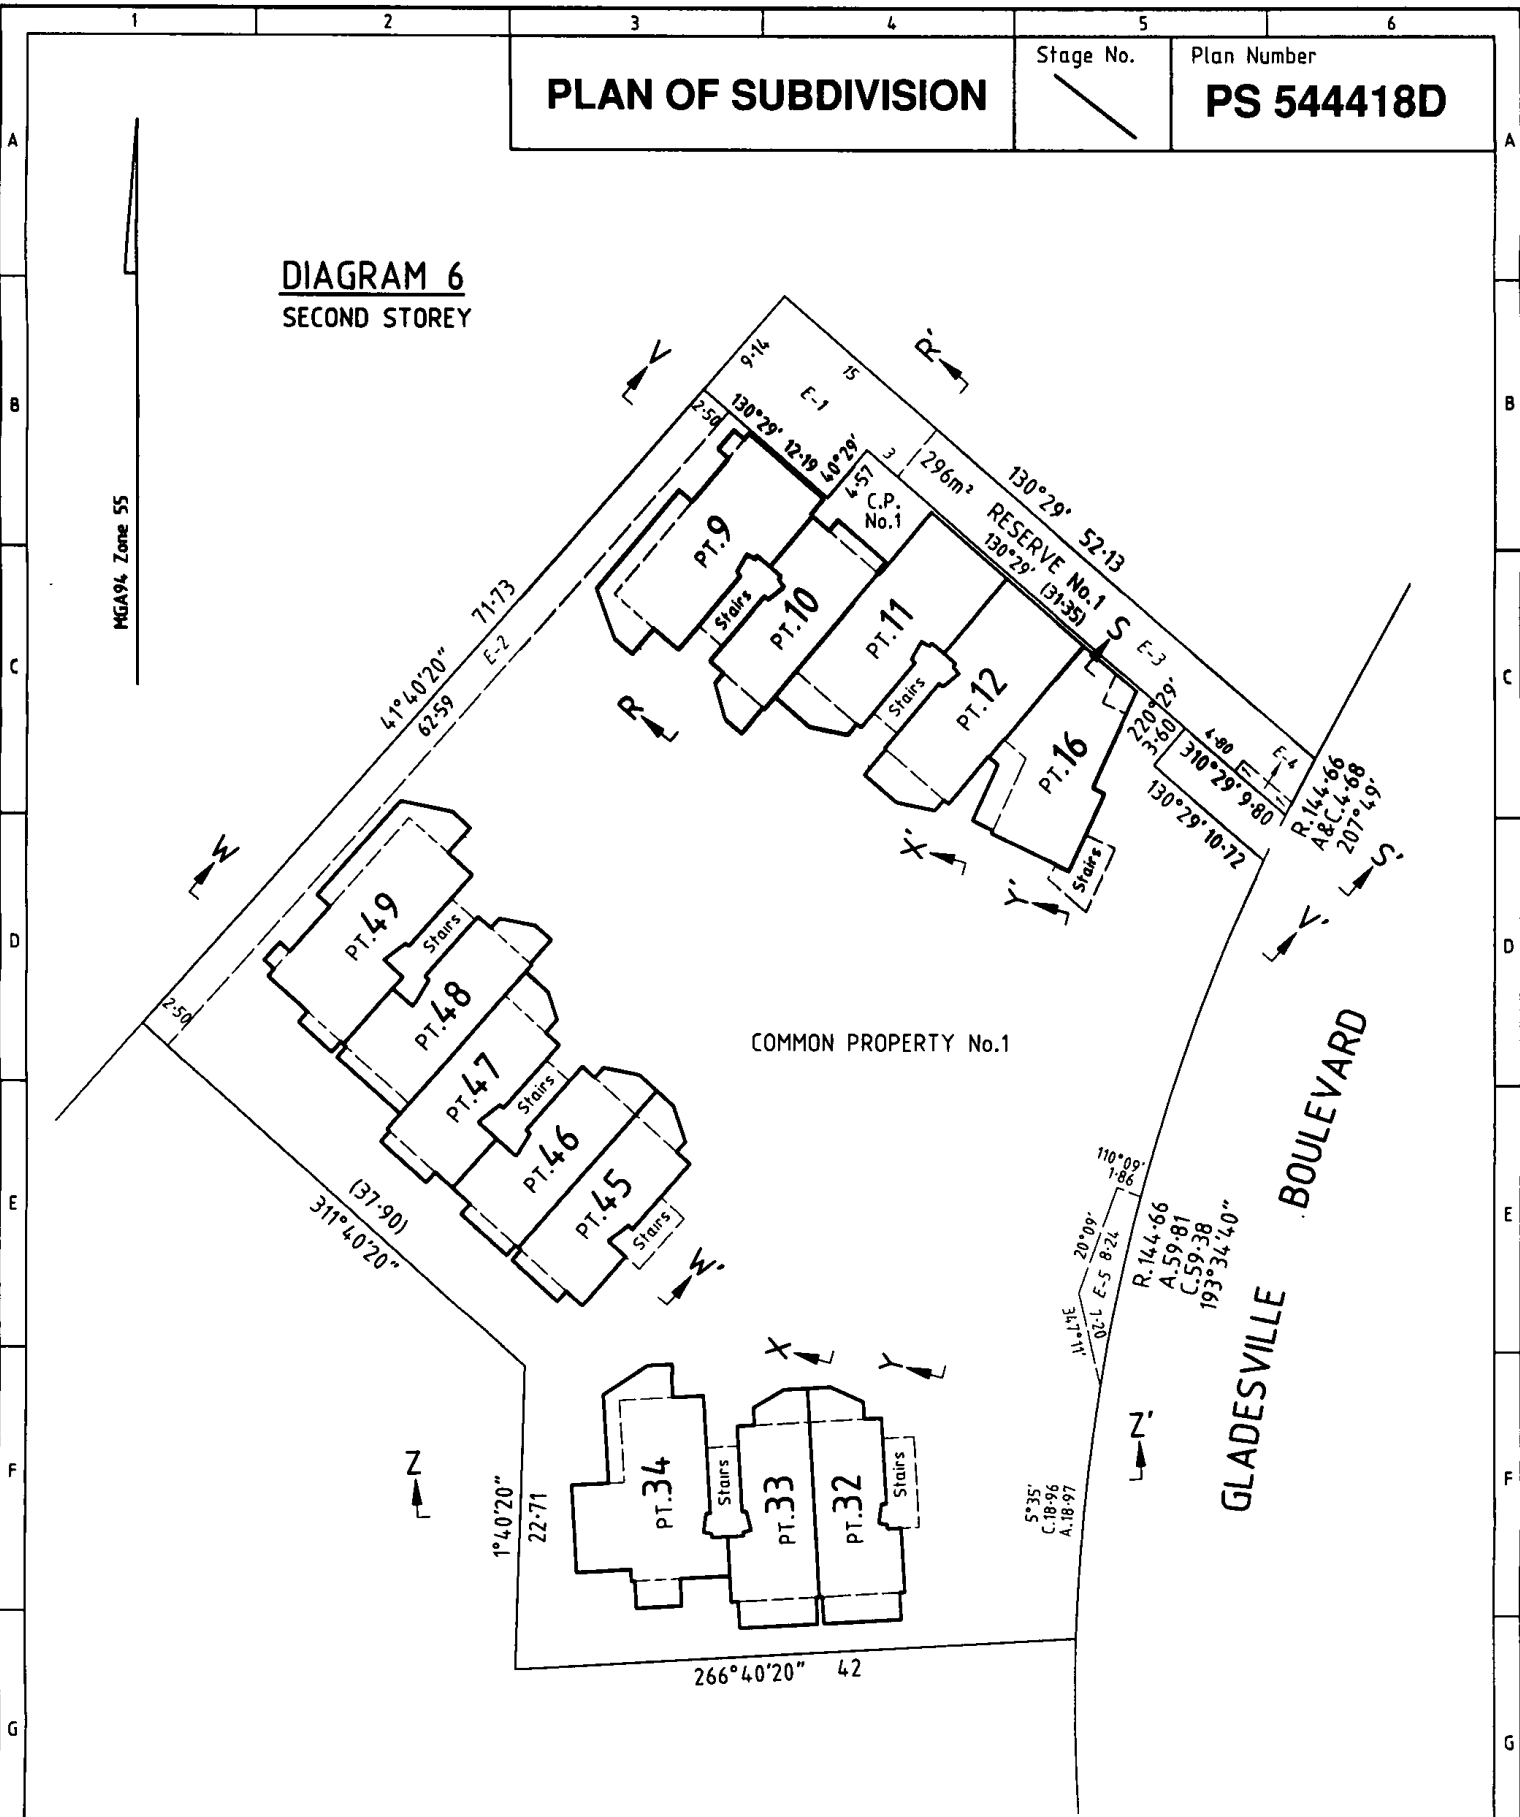 1 2 3 4 5 6
PLAN OF SUBDIVISION
Stage No.
Plan Number
PS 544418D
A
A
B
B
C
C
D
D
E
E
F
F
G
G
MGA94 Zone 55
DIAGRAM 6
SECOND STOREY
V
R'
9·14
15
E-1
2·50
130°29' 12·19
40°29'
4·57
3
C.P.
No.1
296m²
RESERVE No.1
130°29' (31·35)
130°29' 52·13
S
E-3
PT.9
Stairs
PT.10
PT.11
Stairs
PT.12
PT.16
Stairs
R
71·73
41°40'20"
62·59
E-2
220°29'
3·60
4·80
310°29' 9·80
1
E-4
130°29' 10·72
R.144·66
A&C.4·68
207°49'
S'
V'
X'
Y'
W
PT.49
Stairs
PT.48
PT.47
Stairs
PT.46
PT.45
Stairs
W'
2·50
COMMON PROPERTY No.1
(37·90)
311°40'20"
110°09'
1·86
20°09'
E-5 8·24
347°11'
1·20
R.144·66
A.59·81
C.59·38
193°34'40"
GLADESVILLE BOULEVARD
X
Y
Z
Z'
PT.34
Stairs
PT.33
PT.32
Stairs
1°40'20"
22·71
5°35'
C.18·96
A.18·97
266°40'20" 42